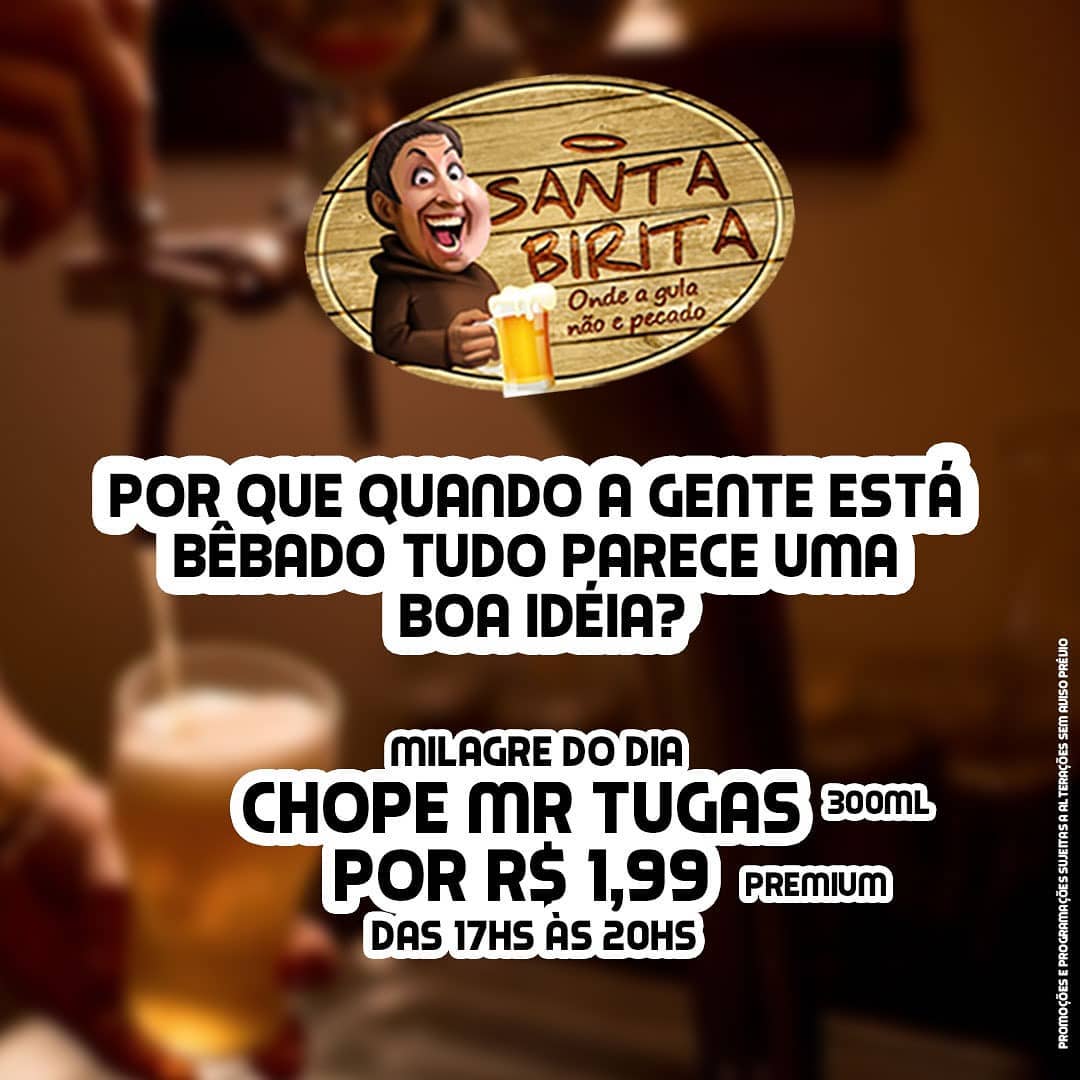 SANTA
BIRITA
Onde a gula
não e pecado
POR QUE QUANDO A GENTE ESTÁ
BÊBADO TUDO PARECE UMA
BOA IDÉIA?
MILAGRE DO DIA
CHOPE MR TUGAS 300ML
POR R$ 1,99 PREMIUM
DAS 17HS ÀS 20HS
PROMOÇÕES E PROGRAMAÇÕES SUJEITAS A ALTERAÇÕES SEM AVISO PRÉVIO